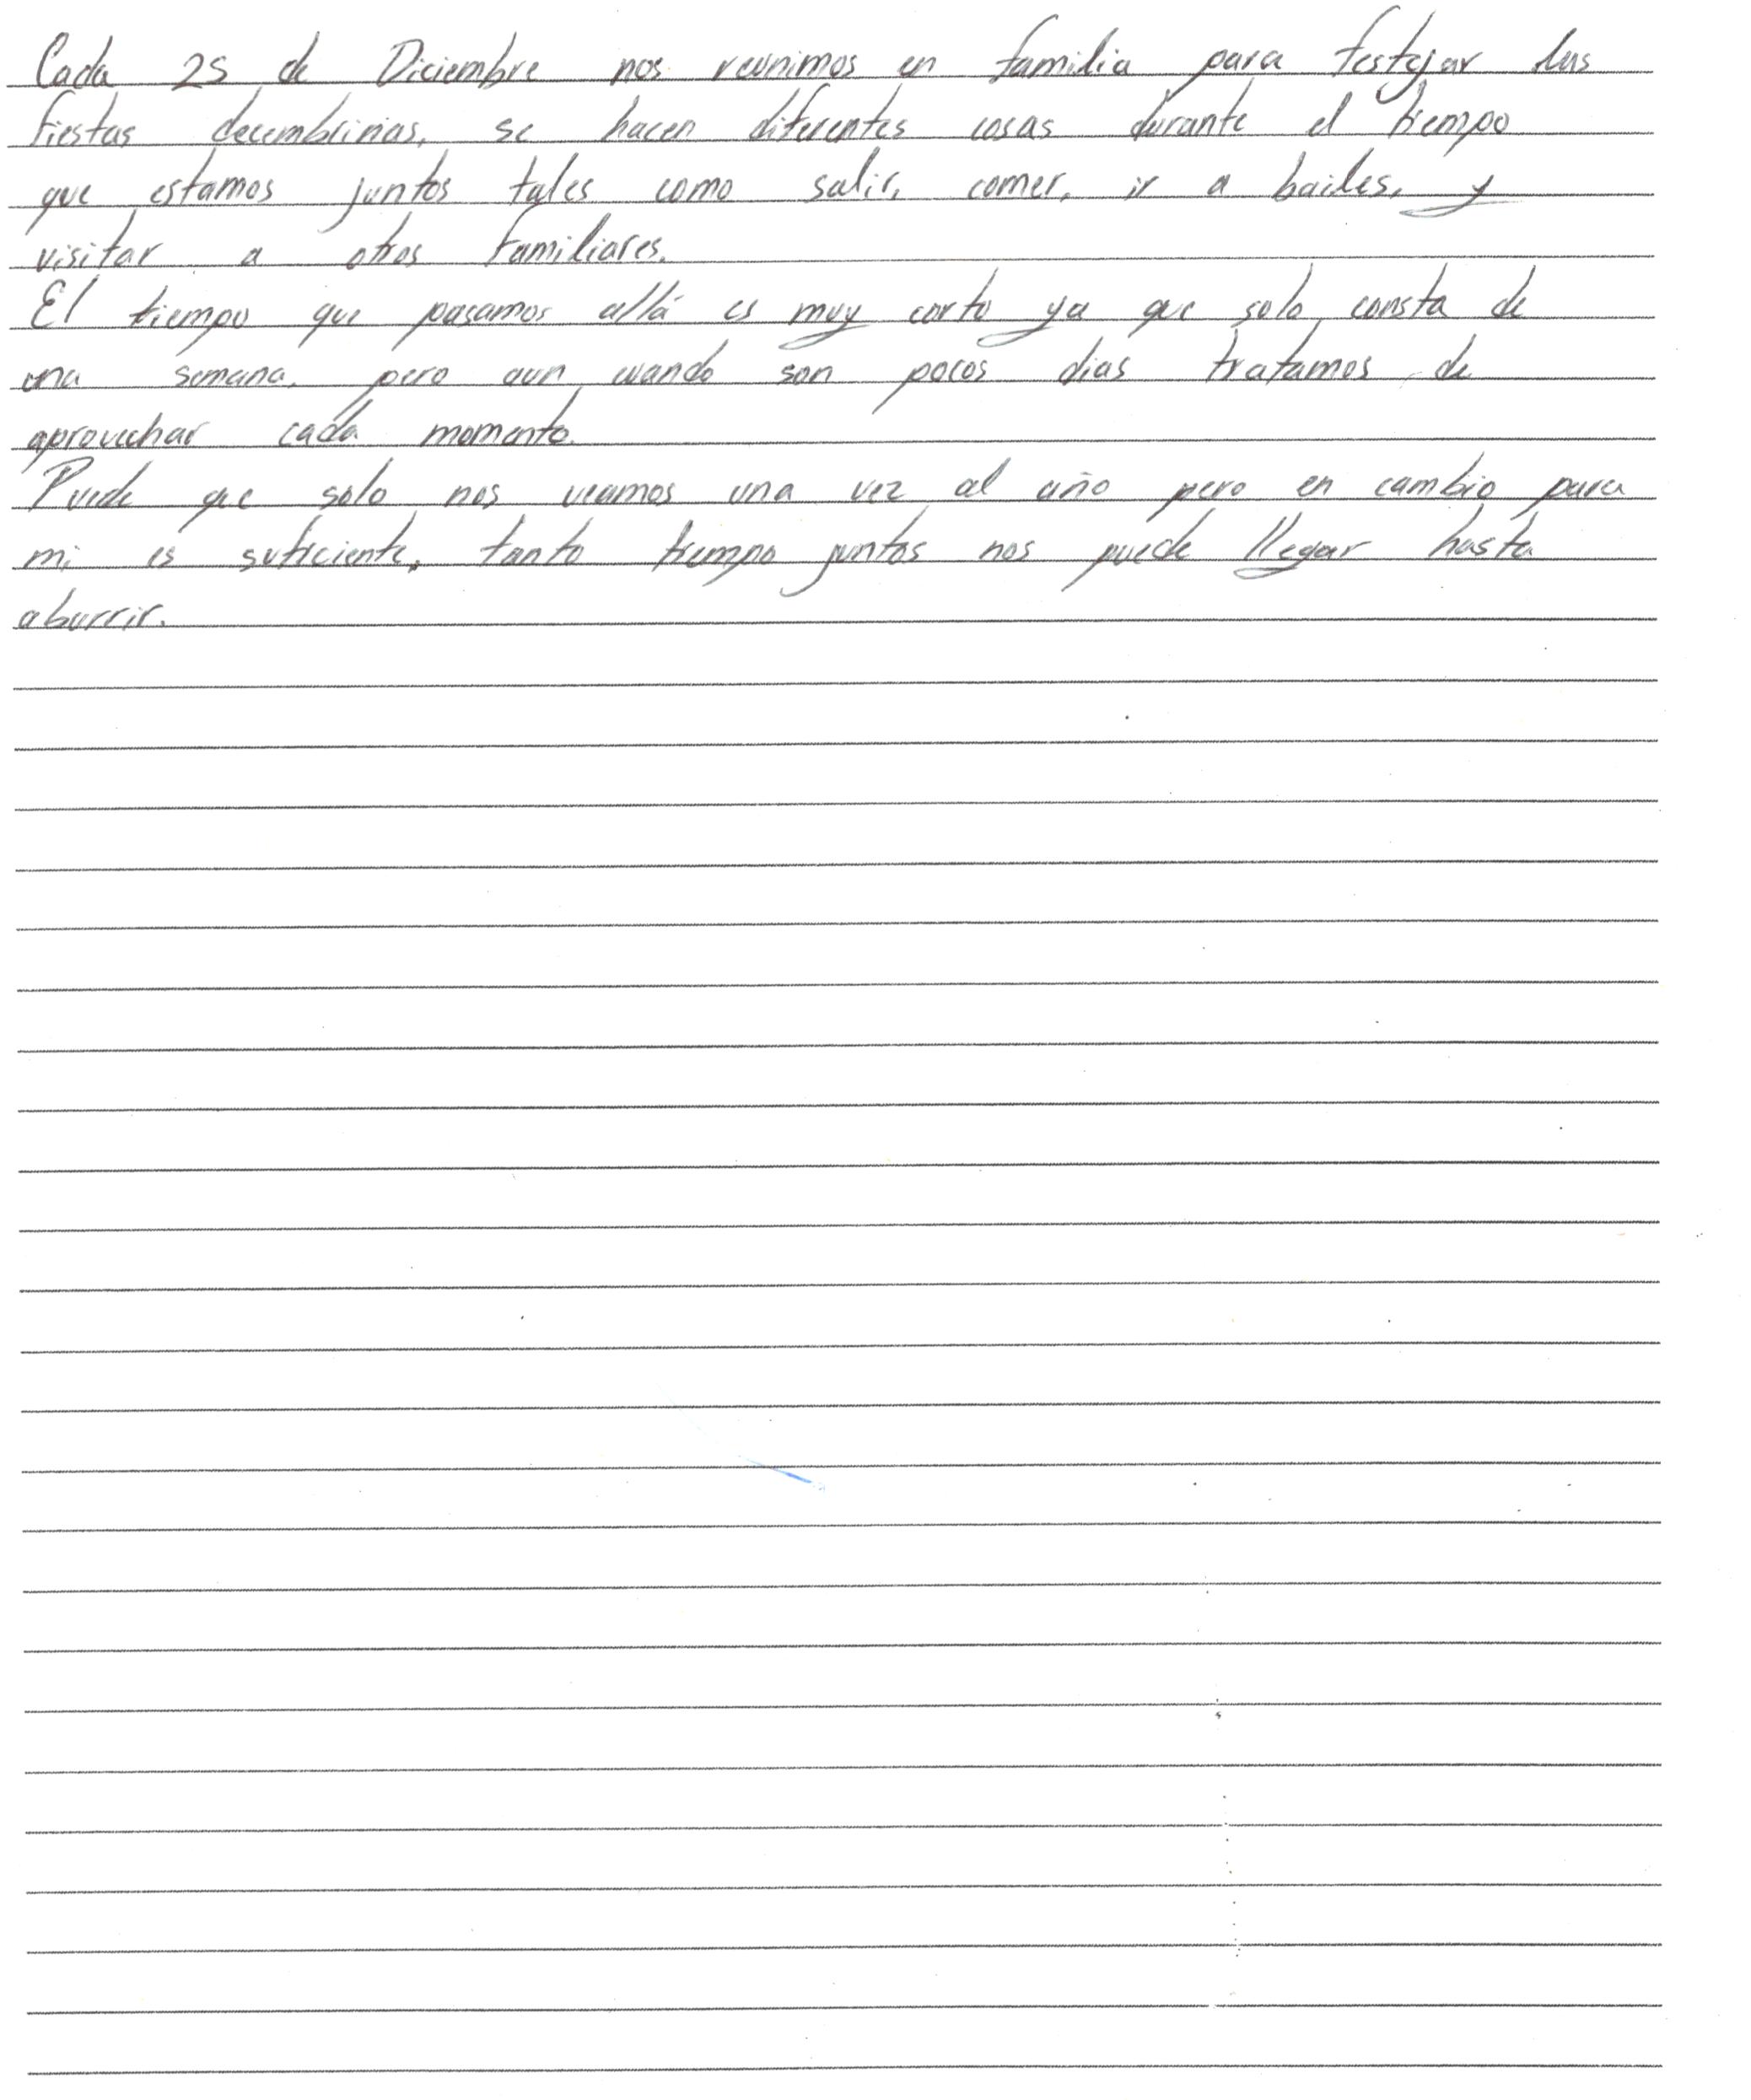 Cada 25 de Diciembre nos reunimos en familia para festejar las
fiestas decembrinas, se hacen diferentes cosas durante el tiempo
que estamos juntos tales como salir, comer, ir a bailes, y
visitar a otros familiares.
El tiempo que pasamos allá es muy corto ya que solo consta de
una semana, pero aun cuando son pocos dias tratamos de
aprovechar cada momento.
Puede que solo nos veamos una vez al año pero en cambio para
mi es suficiente, tanto tiempo juntos nos puede llegar hasta
aburrir.